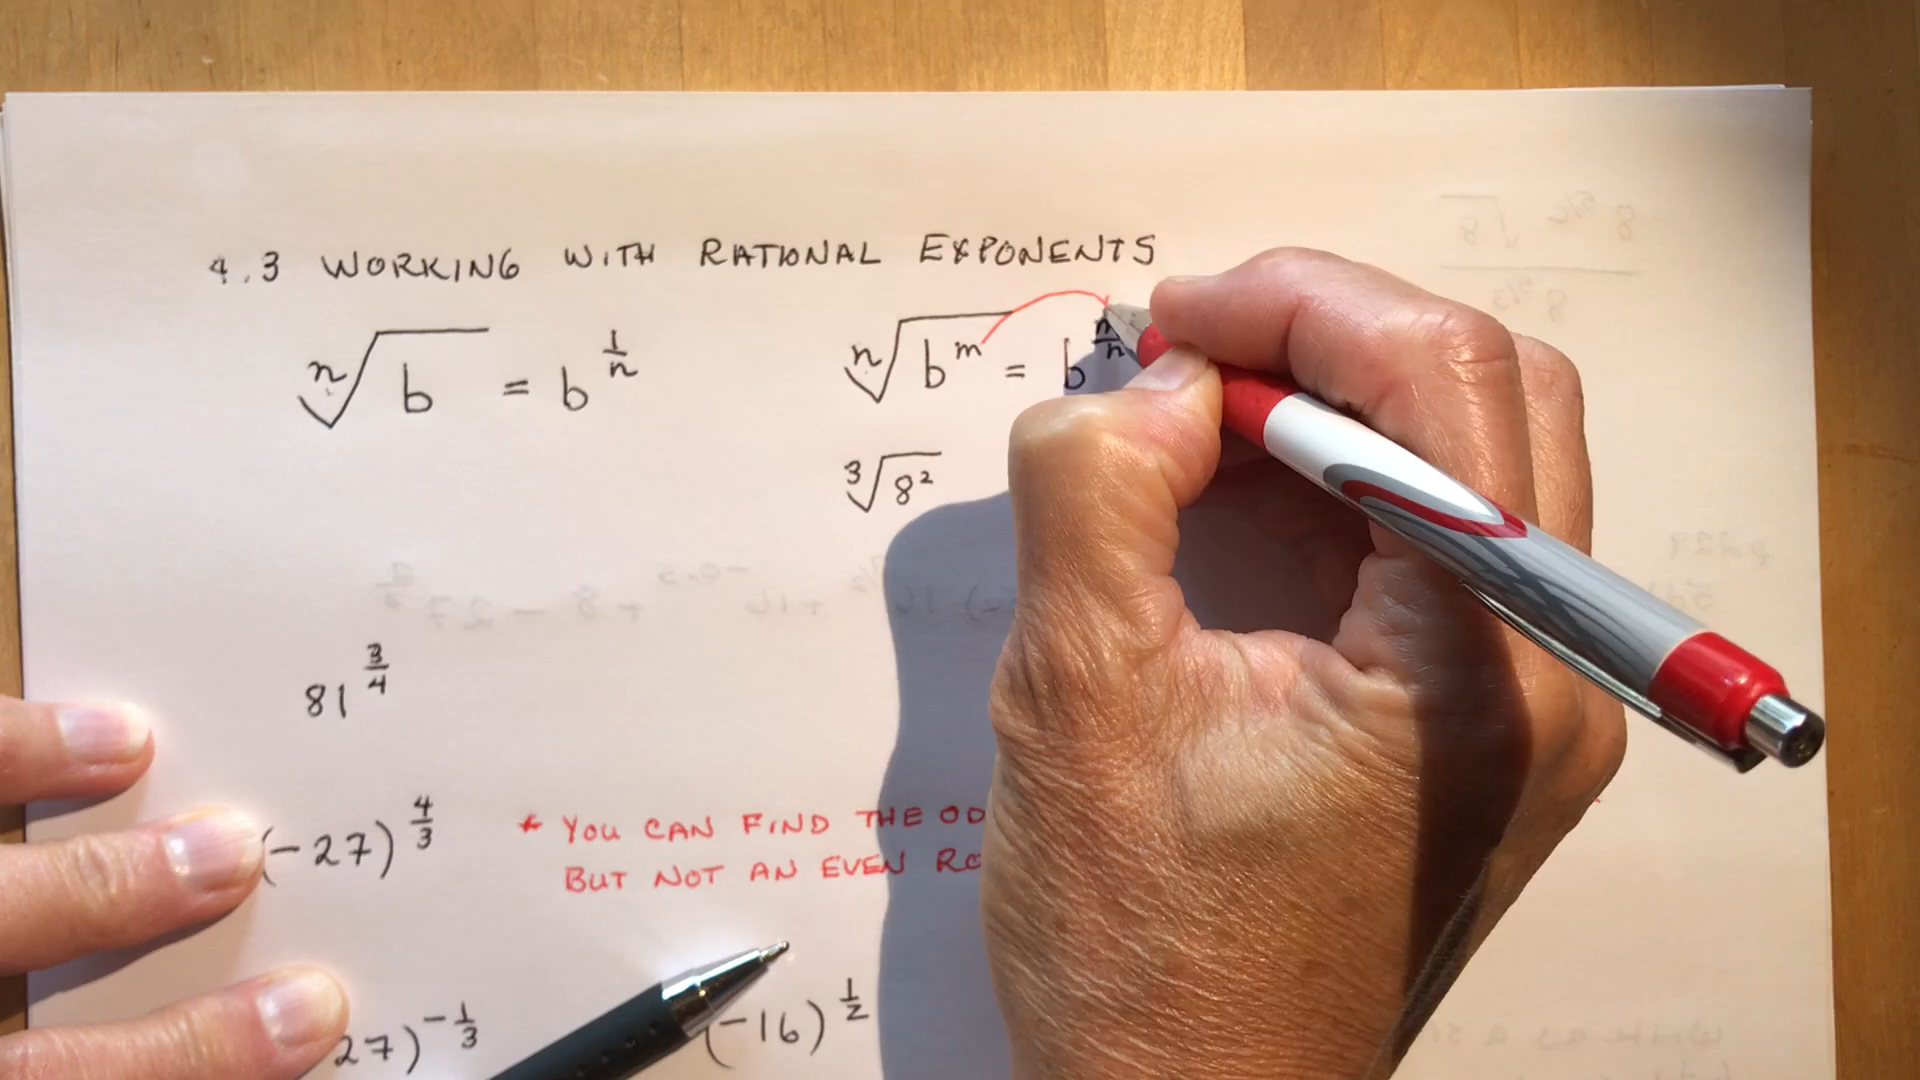 4.3 WORKING WITH RATIONAL EXPONENTS
ⁿ√b = b^(1/n)
ⁿ√(b^m) = b^(m/n)
³√(8²)
81^(3/4)
(-27)^(4/3)
* YOU CAN FIND THE OD
BUT NOT AN EVEN RO
27)^(-1/3)
(-16)^(1/2)